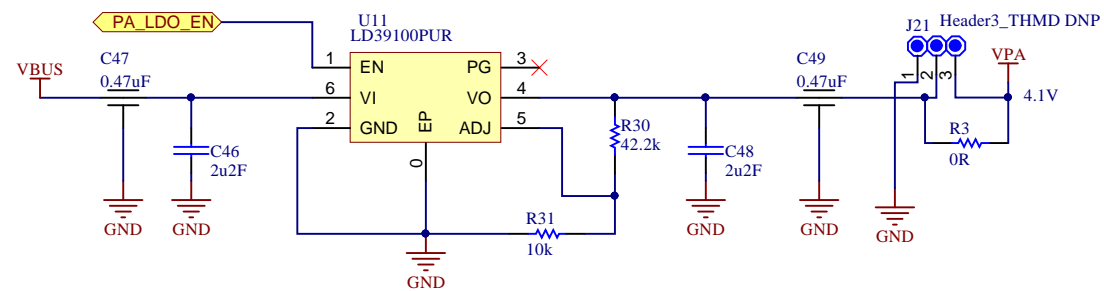 PA_LDO_EN
U11
LD39100PUR
J21
Header3_THMD DNP
VBUS
C47
0.47uF
1
EN
PG
3
6
VI
VO
4
2
GND
ADJ
5
EP
0
C49
0.47uF
1
2
3
VPA
4.1V
C46
2u2F
R30
42.2k
C48
2u2F
R3
0R
R31
10k
GND
GND
GND
GND
GND
GND